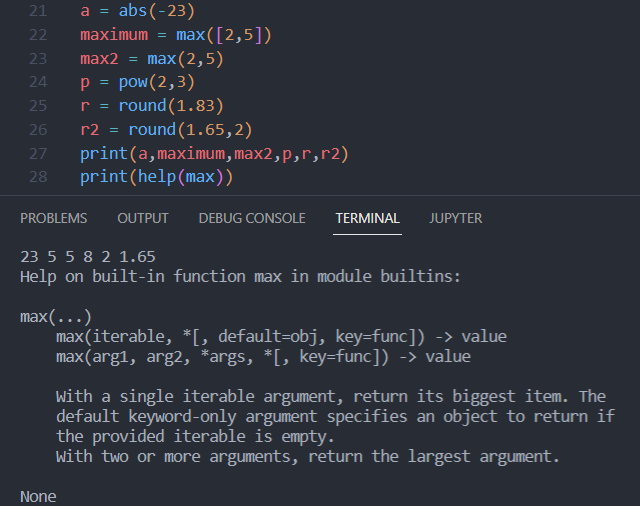 21 a = abs(-23)
22 maximum = max([2,5])
23 max2 = max(2,5)
24 p = pow(2,3)
25 r = round(1.83)
26 r2 = round(1.65,2)
27 print(a,maximum,max2,p,r,r2)
28 print(help(max))
PROBLEMS OUTPUT DEBUG CONSOLE TERMINAL JUPYTER
23 5 5 8 2 1.65
Help on built-in function max in module builtins:
max(...)
    max(iterable, *[, default=obj, key=func]) -> value
    max(arg1, arg2, *args, *[, key=func]) -> value
    With a single iterable argument, return its biggest item. The
    default keyword-only argument specifies an object to return if
    the provided iterable is empty.
    With two or more arguments, return the largest argument.
None